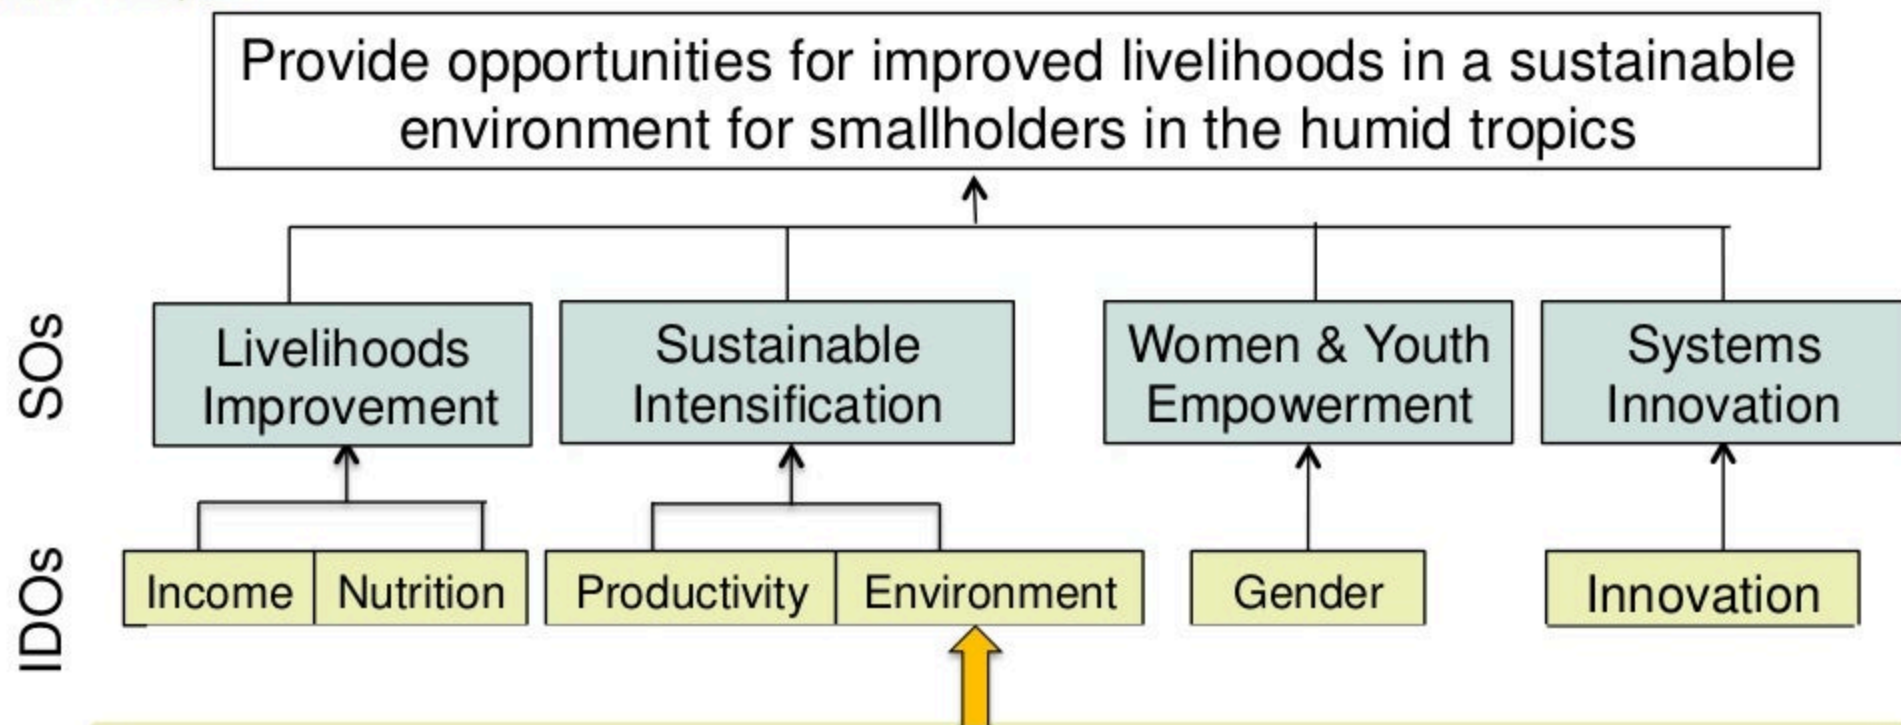 Provide opportunities for improved livelihoods in a sustainable
environment for smallholders in the humid tropics
SOs
Livelihoods
Improvement
Sustainable
Intensification
Women & Youth
Empowerment
Systems
Innovation
IDOs
Income
Nutrition
Productivity
Environment
Gender
Innovation